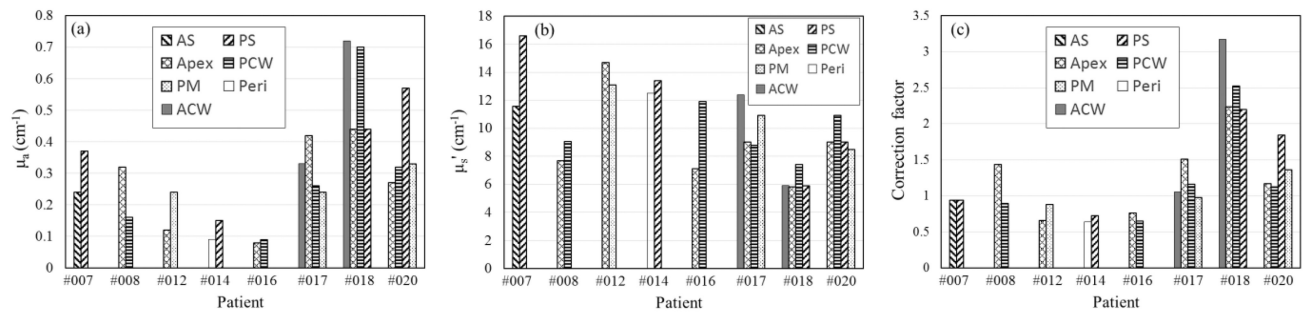 (a)
0.8
0.7
0.6
0.5
0.4
0.3
0.2
0.1
0
μa (cm-1)
AS PS
Apex PCW
PM Peri
ACW
#007 #008 #012 #014 #016 #017 #018 #020
Patient
(b)
18
16
14
12
10
8
6
4
2
0
μs' (cm-1)
AS PS
Apex PCW
PM Peri
ACW
#007 #008 #012 #014 #016 #017 #018 #020
Patient
(c)
3.5
3
2.5
2
1.5
1
0.5
0
Correction factor
AS PS
Apex PCW
PM Peri
ACW
#007 #008 #012 #014 #016 #017 #018 #020
Patient